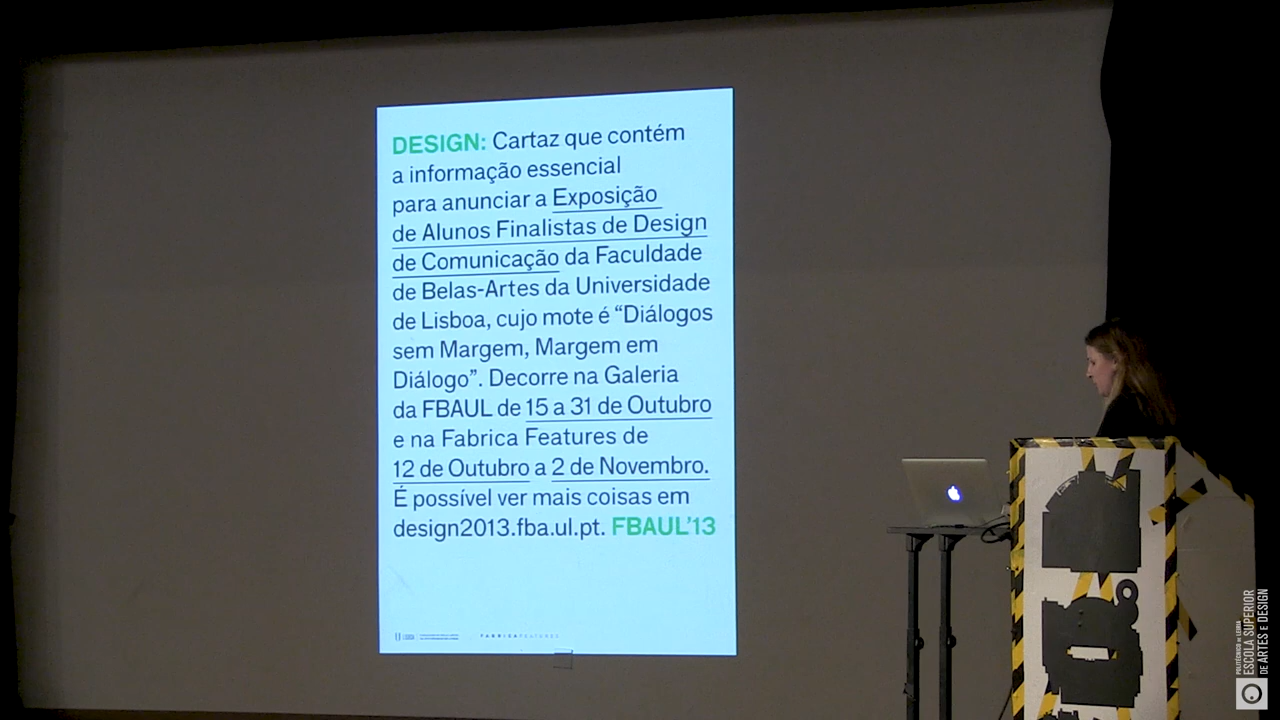 DESIGN: Cartaz que contém
a informação essencial
para anunciar a Exposição
de Alunos Finalistas de Design
de Comunicação da Faculdade
de Belas-Artes da Universidade
de Lisboa, cujo mote é “Diálogos
sem Margem, Margem em
Diálogo”. Decorre na Galeria
da FBAUL de 15 a 31 de Outubro
e na Fabrica Features de
12 de Outubro a 2 de Novembro.
É possível ver mais coisas em
design2013.fba.ul.pt. FBAUL’13
FABRICAFEATURES
POLITÉCNICO DE LEIRIA
ESCOLA SUPERIOR
DE ARTES E DESIGN